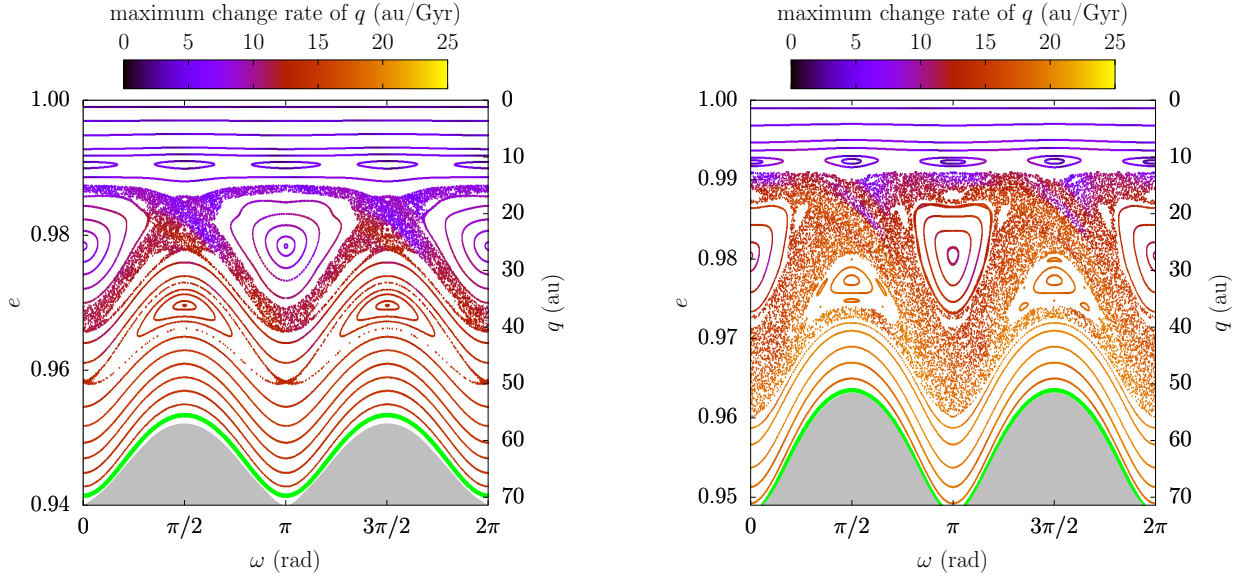 maximum change rate of q (au/Gyr)
0 5 10 15 20 25
1.00
0.98
0.96
0.94
e
0
10
20
30
40
50
60
70
q (au)
0 π/2 π 3π/2 2π
ω (rad)
maximum change rate of q (au/Gyr)
0 5 10 15 20 25
1.00
0.99
0.98
0.97
0.96
0.95
e
0
10
20
30
40
50
60
70
q (au)
0 π/2 π 3π/2 2π
ω (rad)